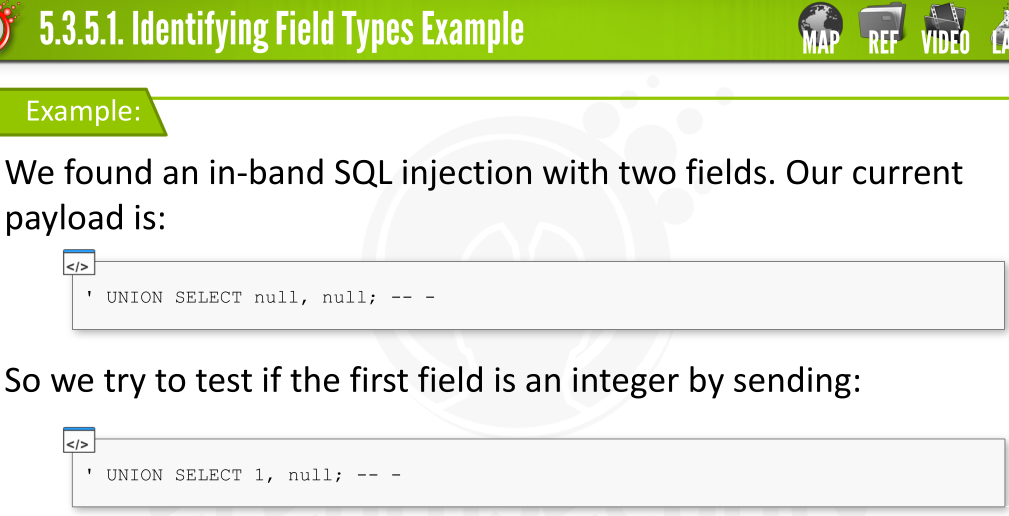 5.3.5.1. Identifying Field Types Example
MAP REF VIDEO
Example:
We found an in-band SQL injection with two fields. Our current
payload is:
</>
' UNION SELECT null, null; -- -
So we try to test if the first field is an integer by sending:
</>
' UNION SELECT 1, null; -- -